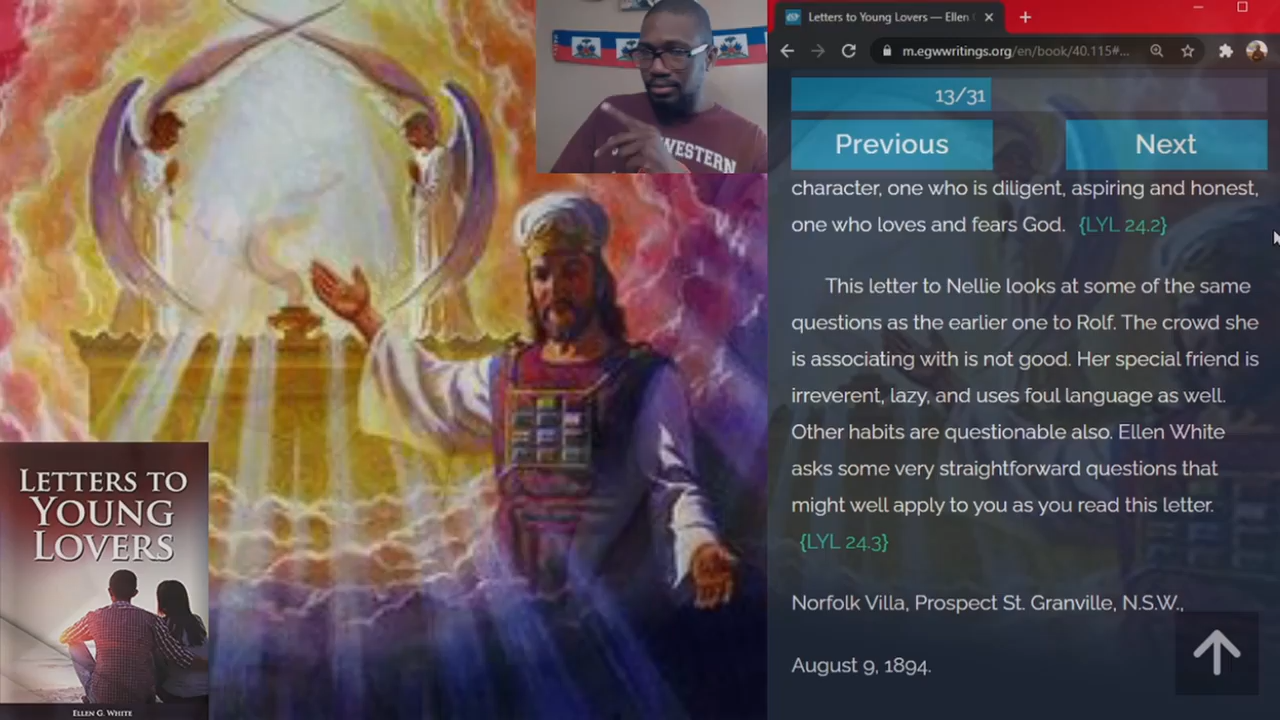 Letters to Young Lovers — Ellen
m.egwwritings.org/en/book/40.115#...
13/31
Previous
Next
character, one who is diligent, aspiring and honest,
one who loves and fears God. {LYL 24.2}
This letter to Nellie looks at some of the same
questions as the earlier one to Rolf. The crowd she
is associating with is not good. Her special friend is
irreverent, lazy, and uses foul language as well.
Other habits are questionable also. Ellen White
asks some very straightforward questions that
might well apply to you as you read this letter.
{LYL 24.3}
Norfolk Villa, Prospect St. Granville, N.S.W.,
August 9, 1894.
WESTERN
LETTERS TO
YOUNG
LOVERS
ELLEN G. WHITE